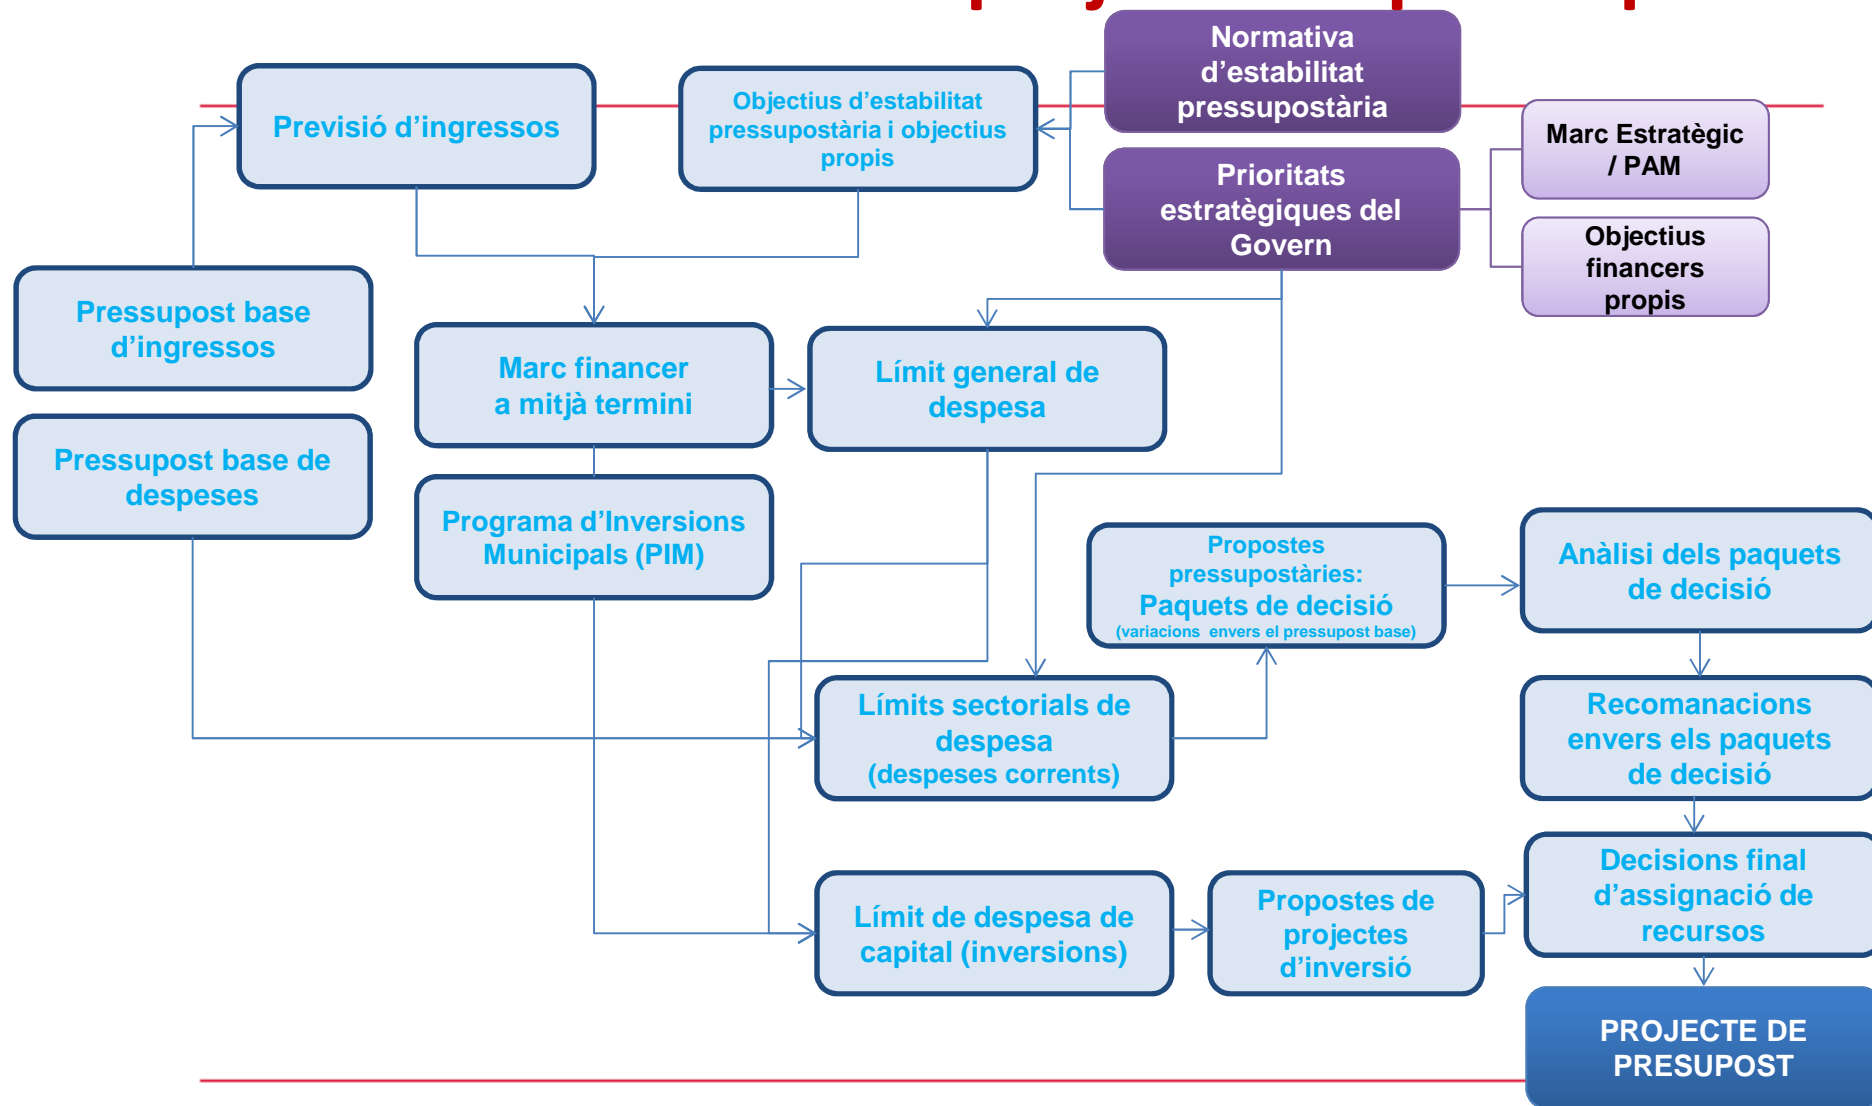 Normativa
d’estabilitat
pressupostària
Previsió d’ingressos
Objectius d’estabilitat
pressupostària i objectius
propis
Marc Estratègic
/ PAM
Prioritats
estratègiques del
Govern
Objectius
financers
propis
Pressupost base
d’ingressos
Marc financer
a mitjà termini
Límit general de
despesa
Pressupost base de
despeses
Programa d’Inversions
Municipals (PIM)
Propostes
pressupostàries:
Paquets de decisió
(variacions envers el pressupost base)
Anàlisi dels paquets
de decisió
Límits sectorials de
despesa
(despeses corrents)
Recomanacions
envers els paquets
de decisió
Límit de despesa de
capital (inversions)
Propostes de
projectes
d’inversió
Decisions final
d’assignació de
recursos
PROJECTE DE
PRESUPOST